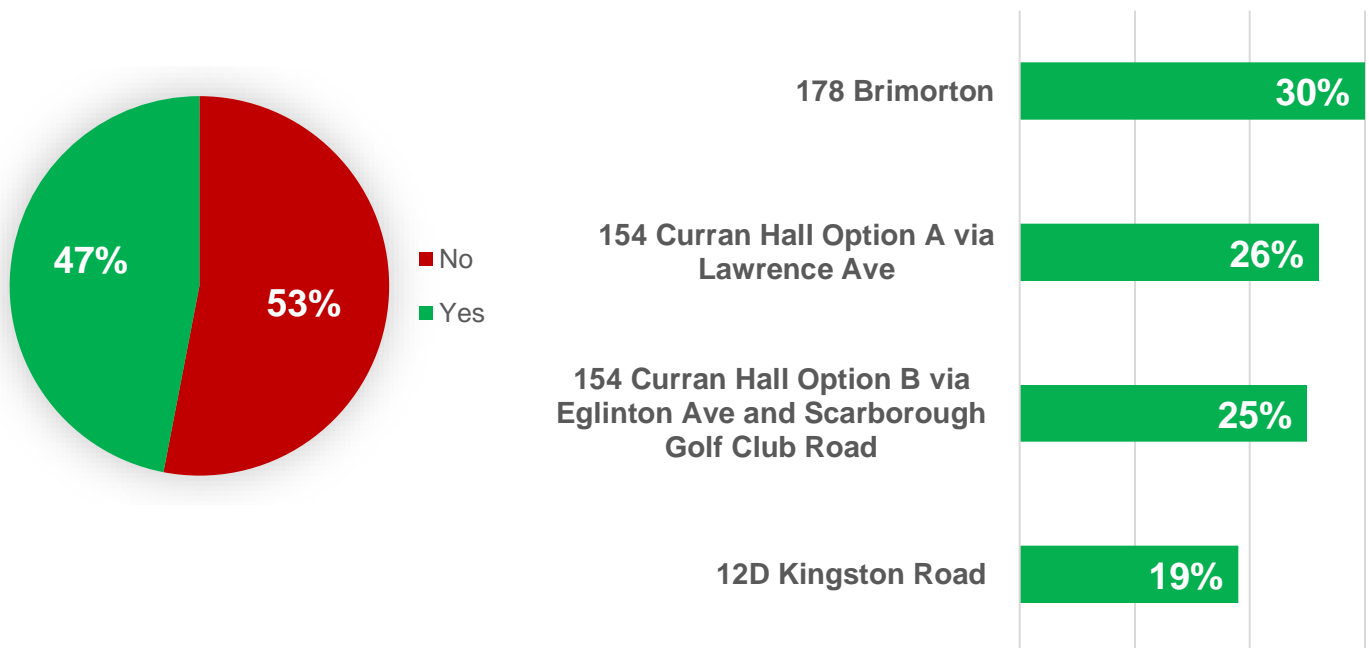 47%
53%
No
Yes
178 Brimorton
30%
154 Curran Hall Option A via
Lawrence Ave
26%
154 Curran Hall Option B via
Eglinton Ave and Scarborough
Golf Club Road
25%
12D Kingston Road
19%